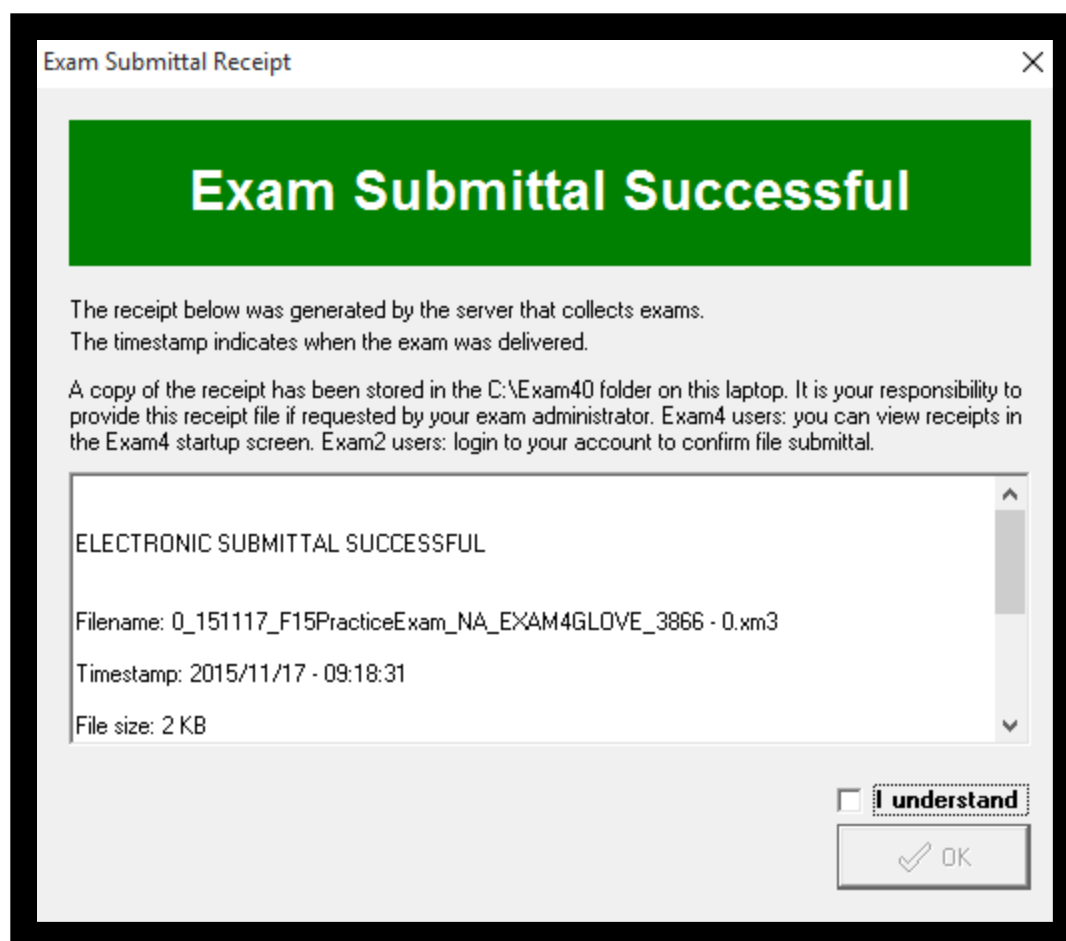 Exam Submittal Receipt
Exam Submittal Successful
The receipt below was generated by the server that collects exams.
The timestamp indicates when the exam was delivered.
A copy of the receipt has been stored in the C:\Exam40 folder on this laptop. It is your responsibility to
provide this receipt file if requested by your exam administrator. Exam4 users: you can view receipts in
the Exam4 startup screen. Exam2 users: login to your account to confirm file submittal.
ELECTRONIC SUBMITTAL SUCCESSFUL
Filename: 0_151117_F15PracticeExam_NA_EXAM4GLOVE_3866 - 0.xm3
Timestamp: 2015/11/17 - 09:18:31
File size: 2 KB
I understand
OK